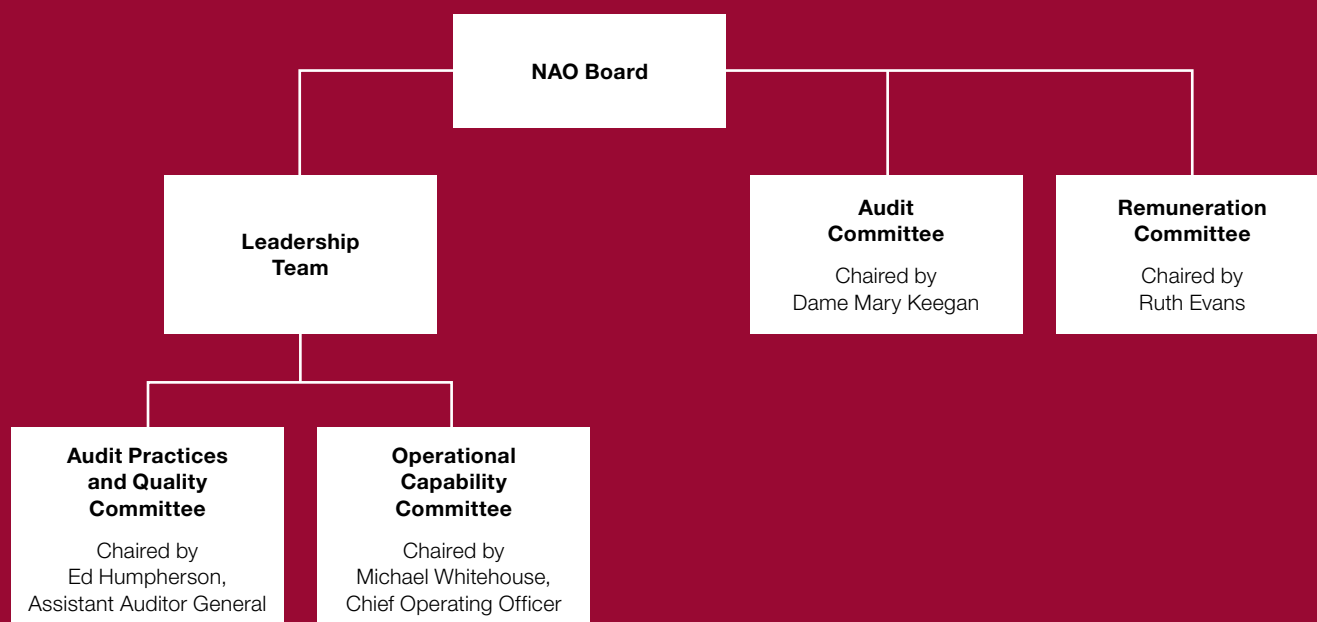 NAO Board
Leadership
Team
Audit
Committee
Chaired by
Dame Mary Keegan
Remuneration
Committee
Chaired by
Ruth Evans
Audit Practices
and Quality
Committee
Chaired by
Ed Humpherson,
Assistant Auditor General
Operational
Capability
Committee
Chaired by
Michael Whitehouse,
Chief Operating Officer